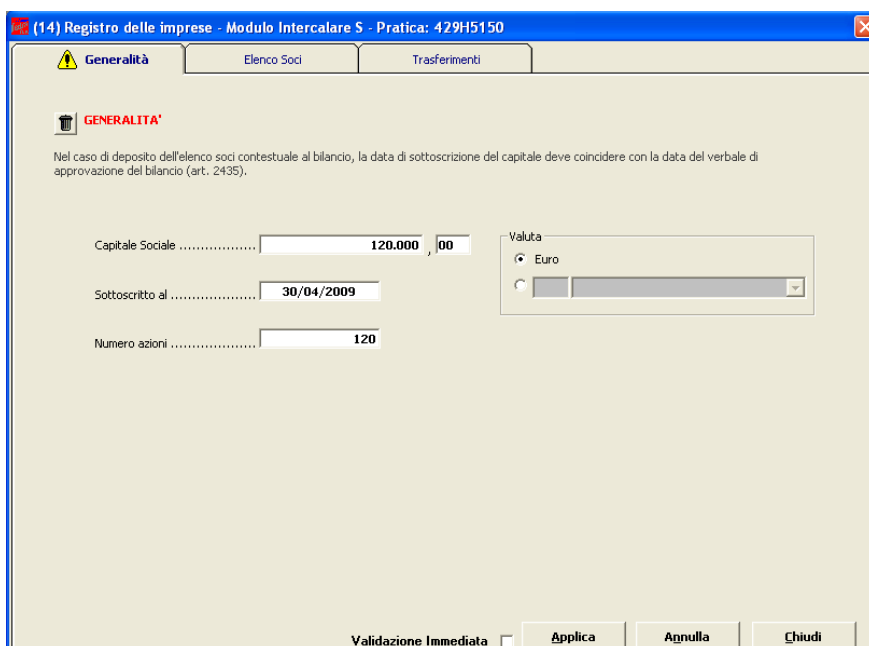 (14) Registro delle imprese - Modulo Intercalare S - Pratica: 429H5150
Generalità Elenco Soci Trasferimenti
GENERALITA'
Nel caso di deposito dell'elenco soci contestuale al bilancio, la data di sottoscrizione del capitale deve coincidere con la data del verbale di
approvazione del bilancio (art. 2435).
Valuta
Capitale Sociale .................. 120.000 , 00
Euro
Sottoscritto al .................... 30/04/2009
Numero azioni .................... 120
Validazione Immediata Applica Annulla Chiudi